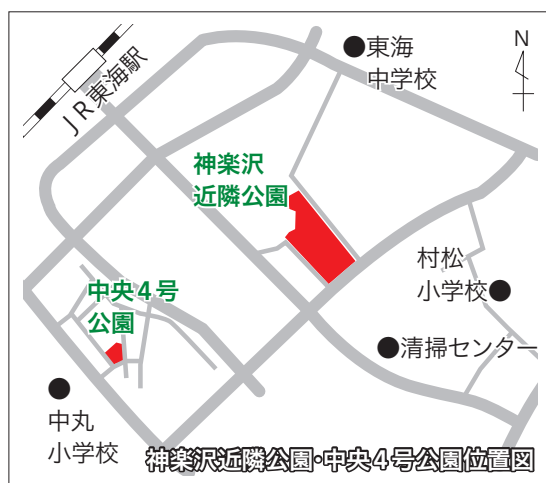 東海
中学校
N
JR東海駅
神楽沢
近隣公園
村松
小学校
中央4号
公園
清掃センター
中丸
小学校
神楽沢近隣公園・中央4号公園位置図